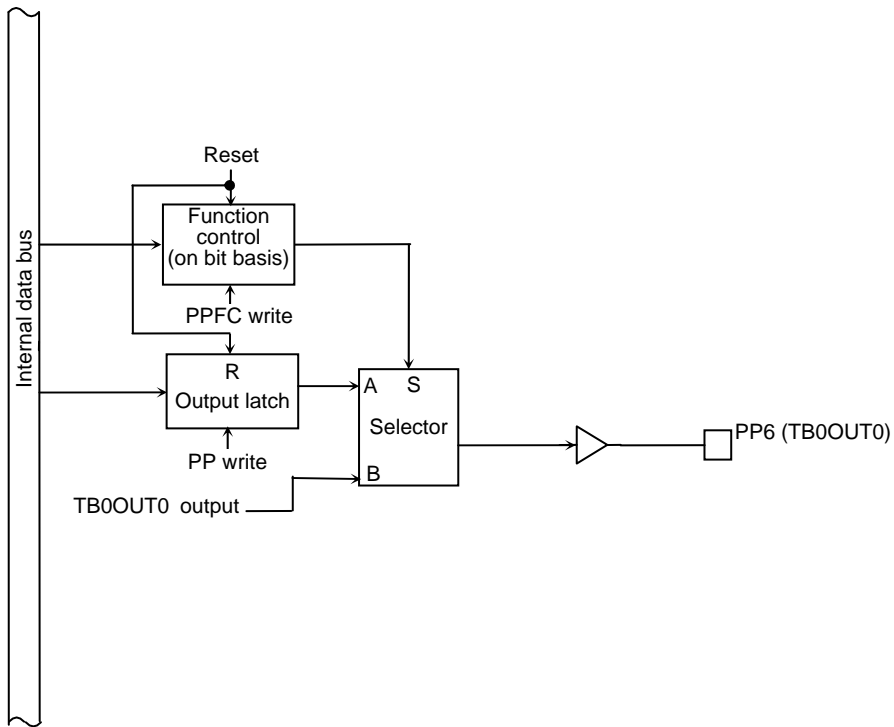 Internal data bus
Reset
Function
control
(on bit basis)
PPFC write
R
Output latch
PP write
TB0OUT0 output
A
S
Selector
B
PP6 (TB0OUT0)